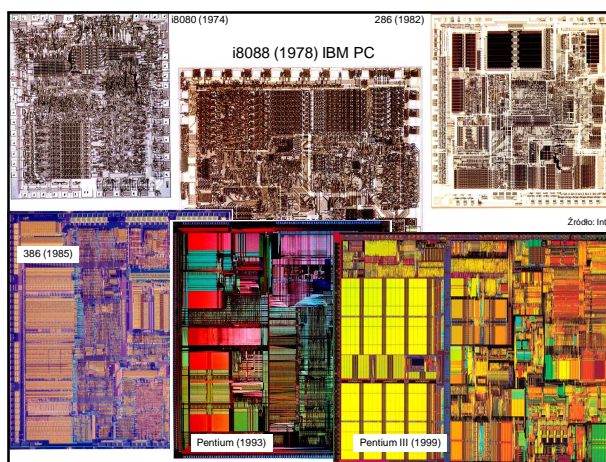 i8080 (1974)
286 (1982)
i8088 (1978) IBM PC
Źródło: Int
386 (1985)
Pentium (1993)
Pentium III (1999)